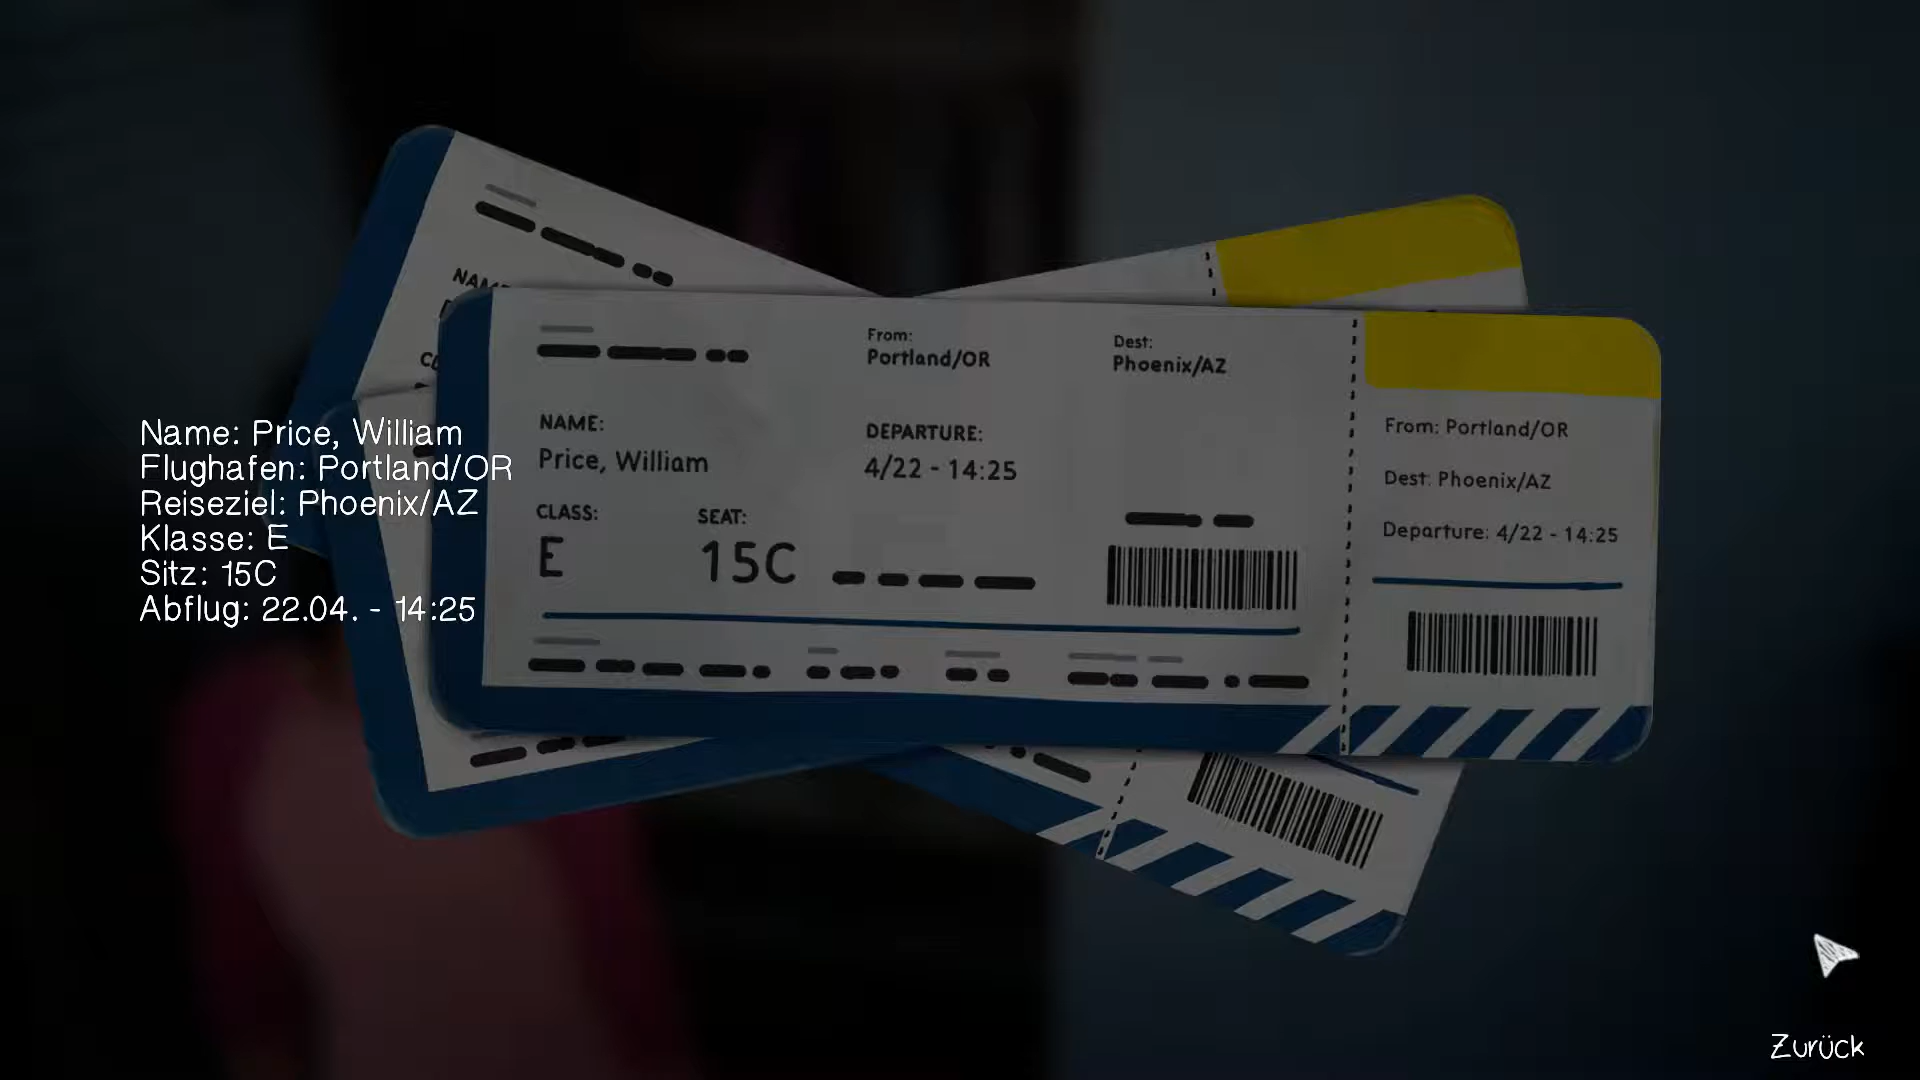 Name: Price, William
Flughafen: Portland/OR
Reiseziel: Phoenix/AZ
Klasse: E
Sitz: 15C
Abflug: 22.04. - 14:25
From:
Portland/OR
Dest:
Phoenix/AZ
NAME:
Price, William
DEPARTURE:
4/22 - 14:25
CLASS:
E
SEAT:
15C
From: Portland/OR
Dest: Phoenix/AZ
Departure: 4/22 - 14:25
Zurück